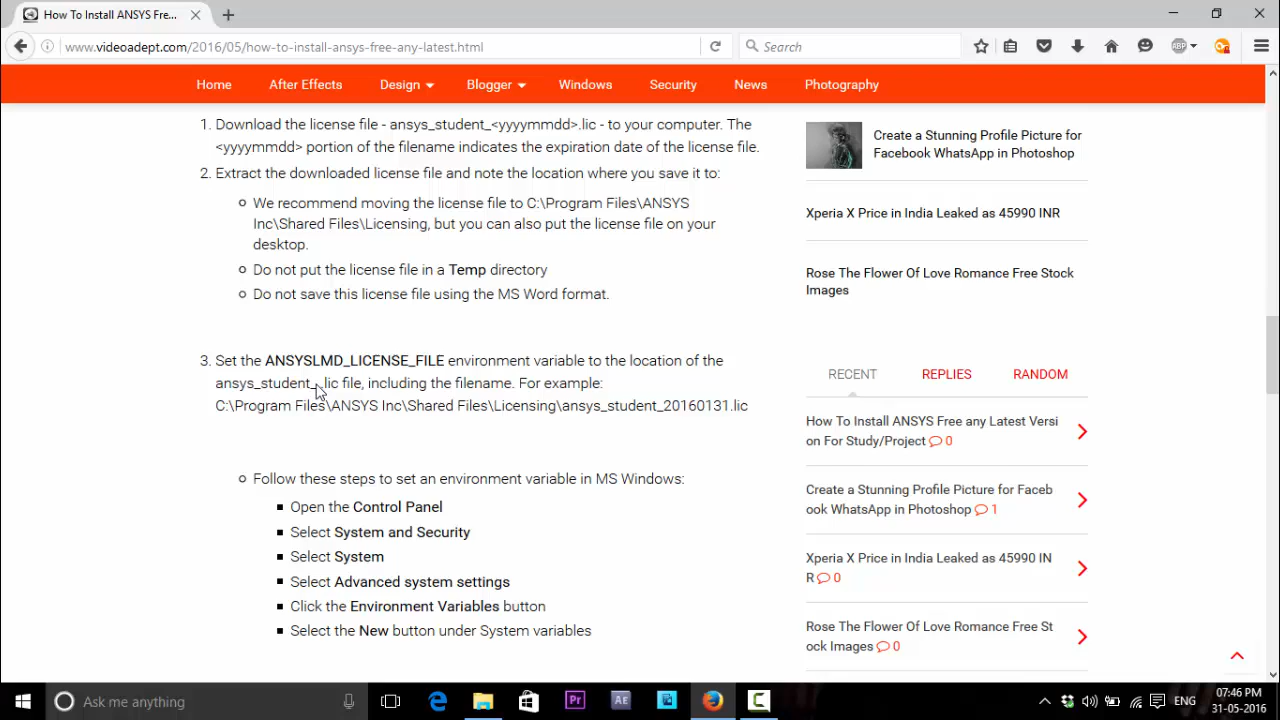 How To Install ANSYS Fre...
www.videoadept.com/2016/05/how-to-install-ansys-free-any-latest.html
Search
ABP
Home
After Effects
Design
Blogger
Windows
Security
News
Photography
1. Download the license file - ansys_student_<yyyymmdd>.lic - to your computer. The
<yyyymmdd> portion of the filename indicates the expiration date of the license file.
2. Extract the downloaded license file and note the location where you save it to:
We recommend moving the license file to C:\Program Files\ANSYS
Inc\Shared Files\Licensing, but you can also put the license file on your
desktop.
Do not put the license file in a Temp directory
Do not save this license file using the MS Word format.
3. Set the ANSYSLMD_LICENSE_FILE environment variable to the location of the
ansys_student_.lic file, including the filename. For example:
C:\Program Files\ANSYS Inc\Shared Files\Licensing\ansys_student_20160131.lic
Follow these steps to set an environment variable in MS Windows:
Open the Control Panel
Select System and Security
Select System
Select Advanced system settings
Click the Environment Variables button
Select the New button under System variables
Create a Stunning Profile Picture for
Facebook WhatsApp in Photoshop
Xperia X Price in India Leaked as 45990 INR
Rose The Flower Of Love Romance Free Stock
Images
RECENT
REPLIES
RANDOM
How To Install ANSYS Free any Latest Versi
on For Study/Project 0
Create a Stunning Profile Picture for Faceb
ook WhatsApp in Photoshop 1
Xperia X Price in India Leaked as 45990 IN
R 0
Rose The Flower Of Love Romance Free St
ock Images 0
Ask me anything
Pr
Ae
ENG
07:46 PM
31-05-2016